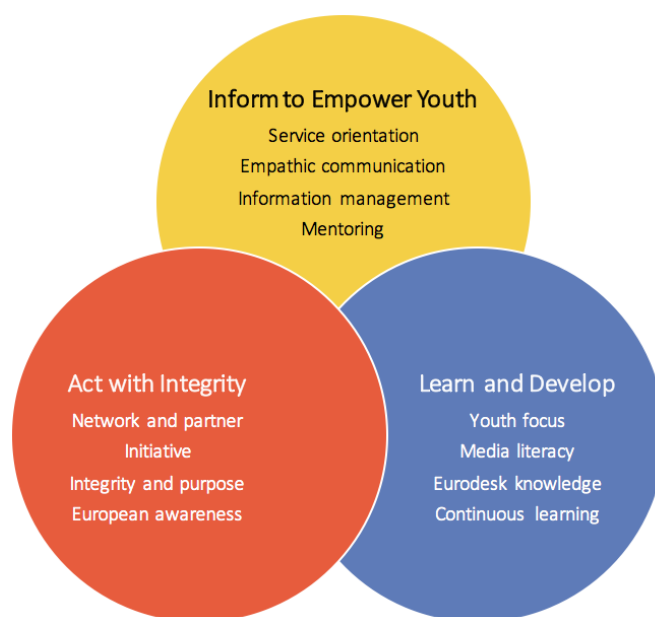 Inform to Empower Youth
Service orientation
Empathic communication
Information management
Mentoring
Act with Integrity
Network and partner
Initiative
Integrity and purpose
European awareness
Learn and Develop
Youth focus
Media literacy
Eurodesk knowledge
Continuous learning